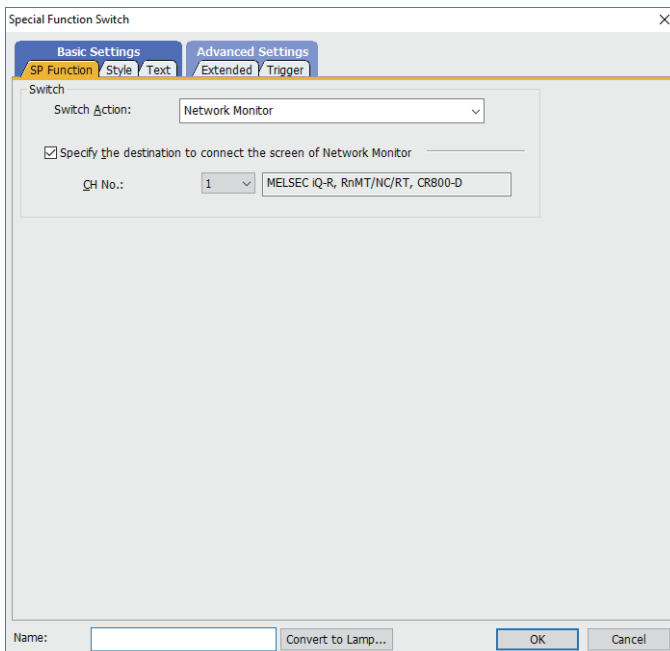 Special Function Switch
Basic Settings Advanced Settings
SP Function Style Text Extended Trigger
Switch
Switch Action: Network Monitor
Specify the destination to connect the screen of Network Monitor
CH No.: 1 MELSEC iQ-R, RnMT/NC/RT, CR800-D
Name: Convert to Lamp... OK Cancel